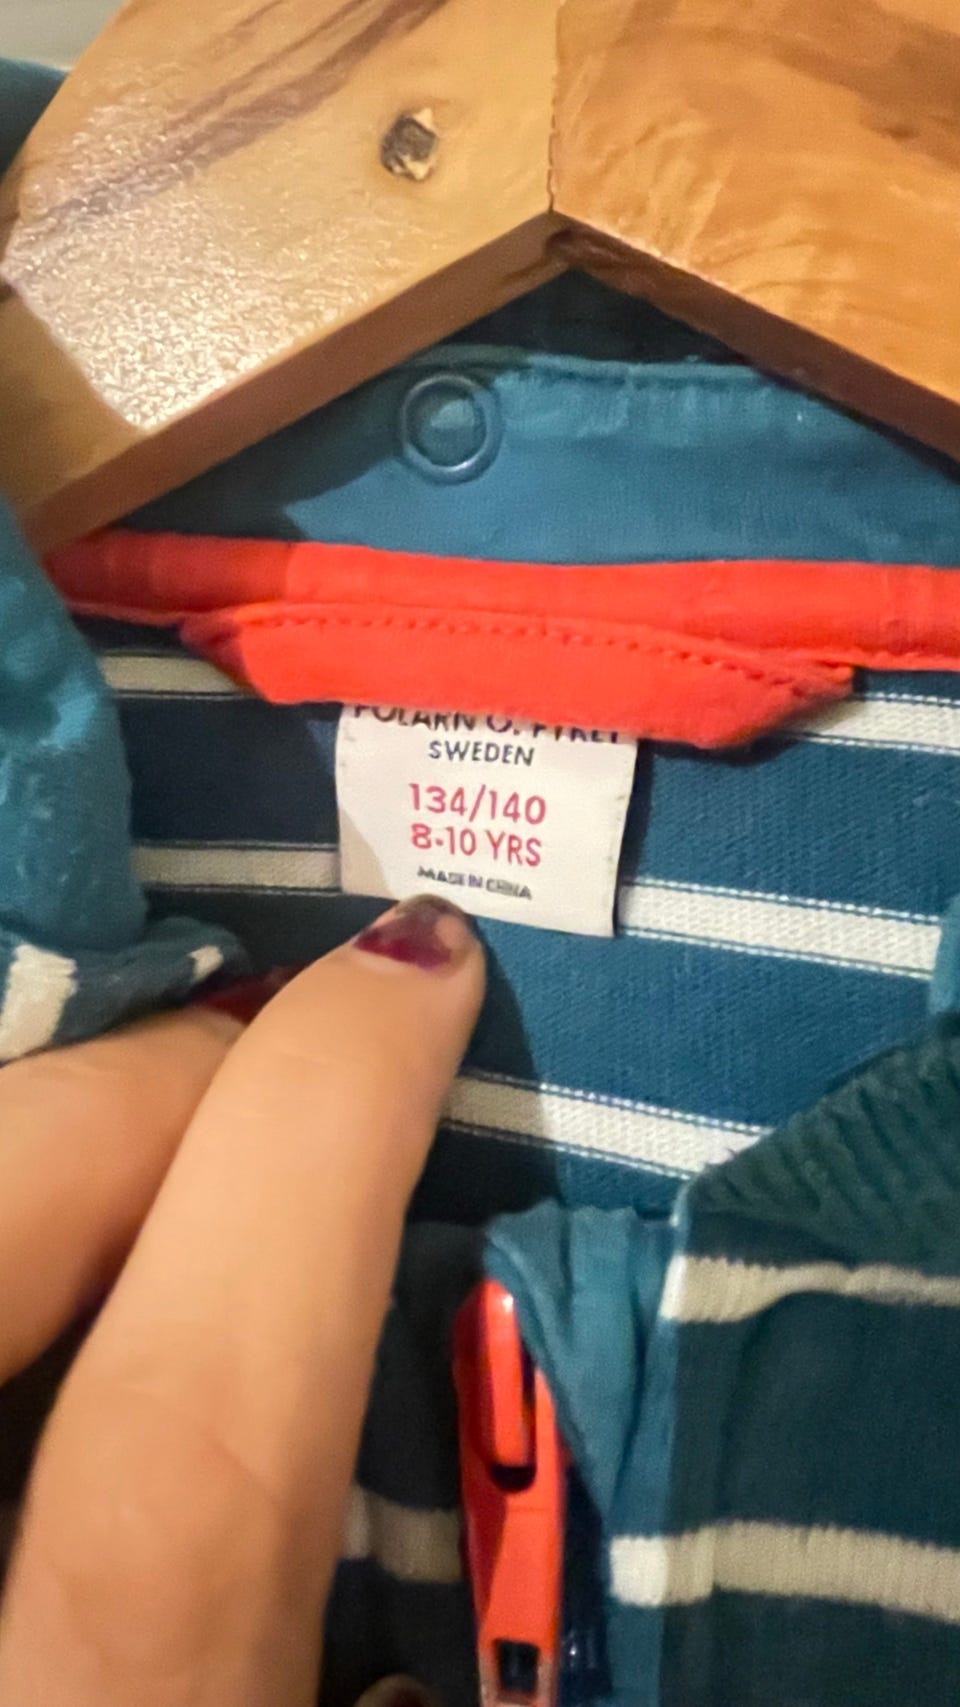 POLARN O. PYRET
SWEDEN
134/140
8-10 YRS
MADE IN CHINA